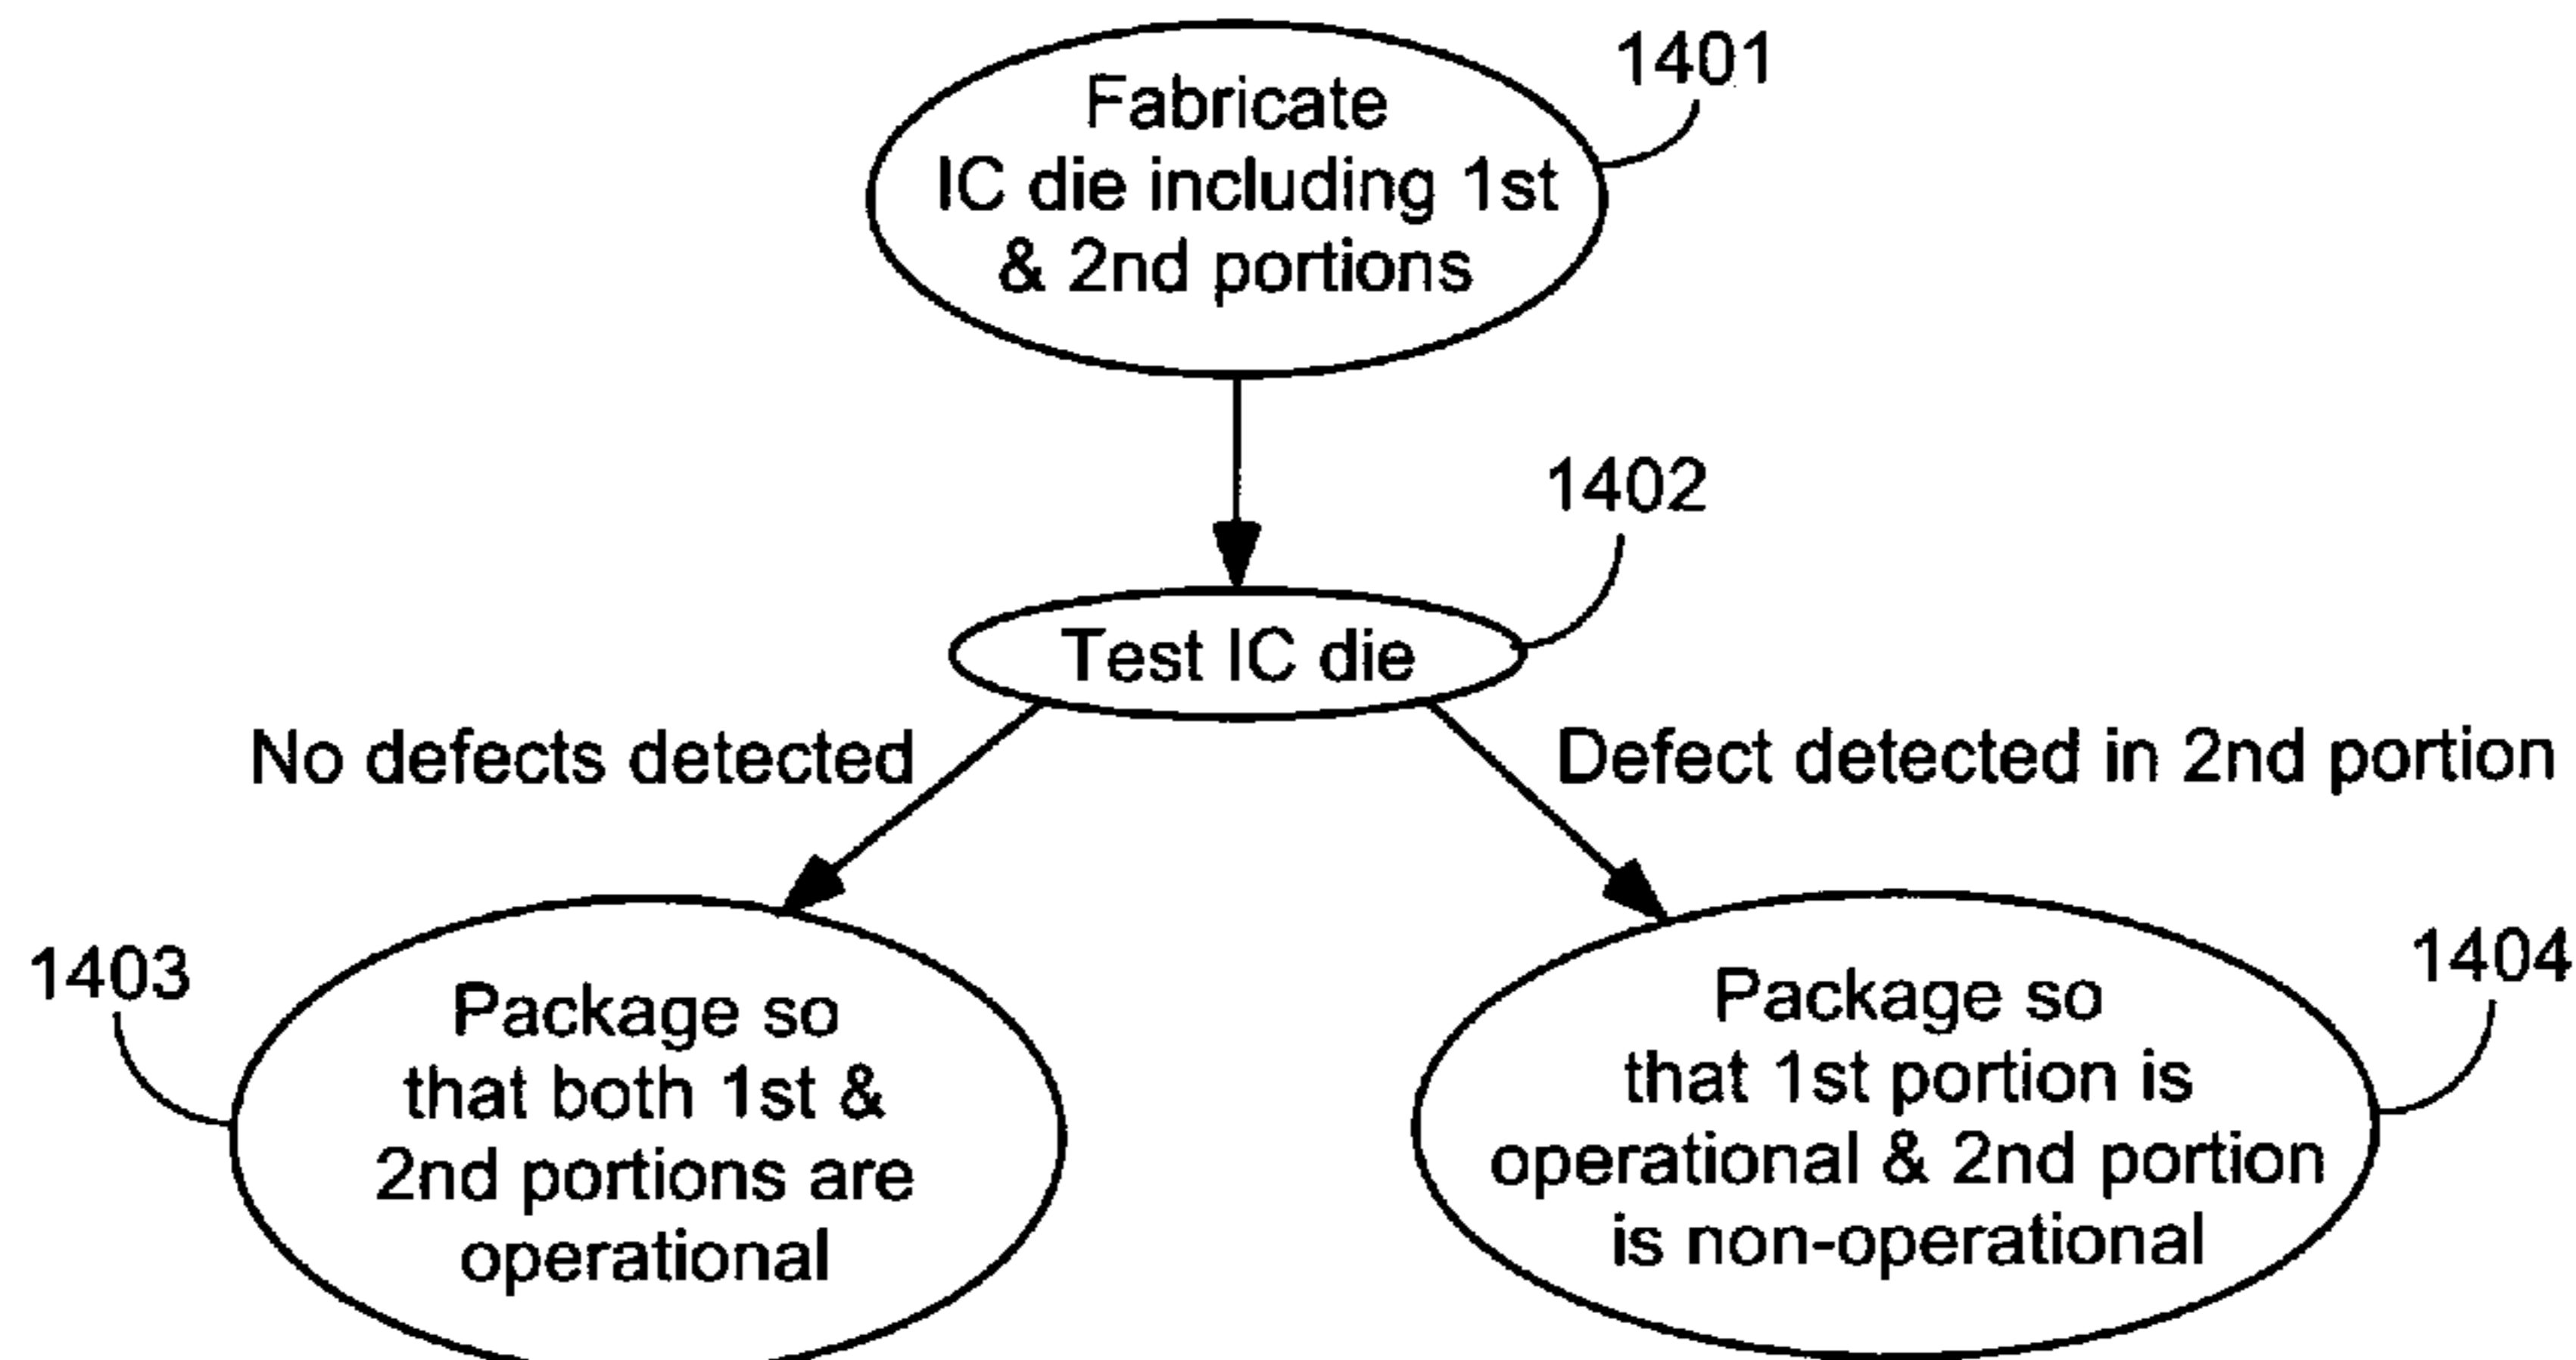 Fabricate
IC die including 1st
& 2nd portions
1401
Test IC die
1402
No defects detected
Defect detected in 2nd portion
1403
Package so
that both 1st &
2nd portions are
operational
Package so
that 1st portion is
operational & 2nd portion
is non-operational
1404